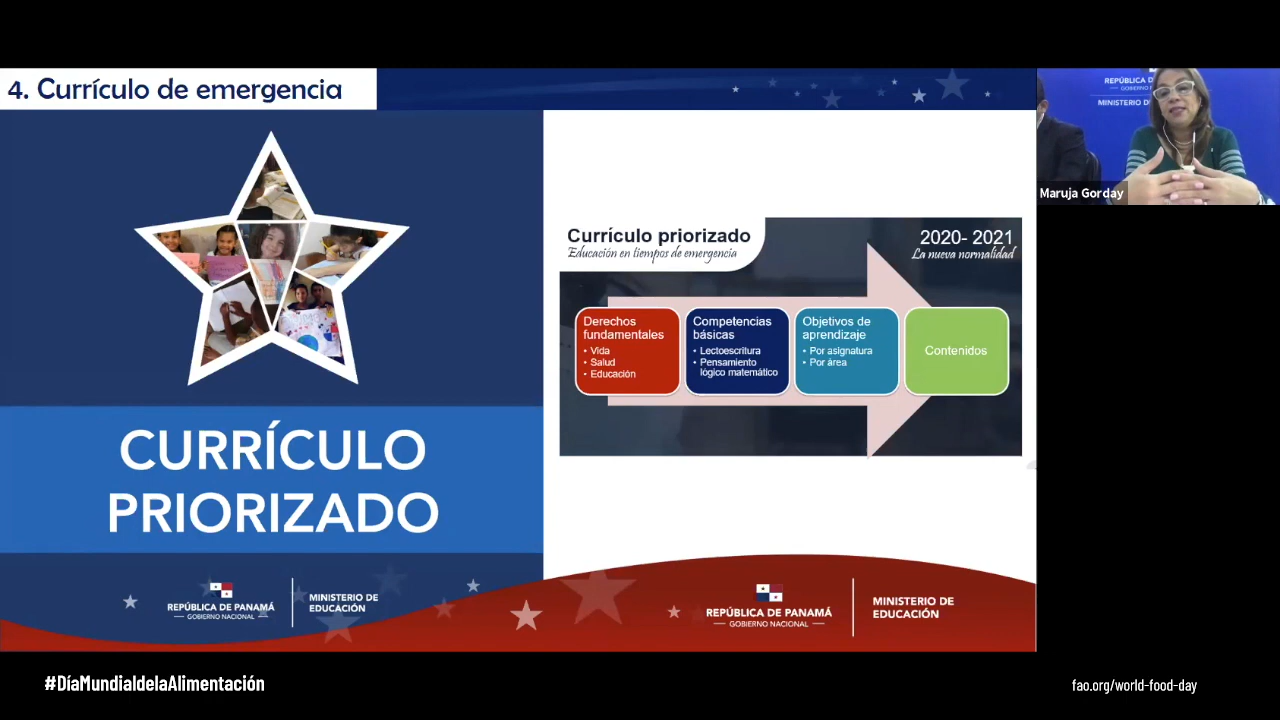 4. Currículo de emergencia
CURRÍCULO
PRIORIZADO
REPÚBLICA DE PANAMÁ
GOBIERNO NACIONAL
MINISTERIO DE
EDUCACIÓN
Currículo priorizado
Educación en tiempos de emergencia
2020- 2021
La nueva normalidad
Derechos
fundamentales
• Vida
• Salud
• Educación
Competencias
básicas
• Lectoescritura
• Pensamiento
lógico matemático
Objetivos de
aprendizaje
• Por asignatura
• Por área
Contenidos
REPÚBLICA DE PANAMÁ
GOBIERNO NACIONAL
MINISTERIO DE
EDUCACIÓN
REPÚBLICA
MINISTERIO
Maruja Gorday
#DíaMundialdelaAlimentación
fao.org/world-food-day